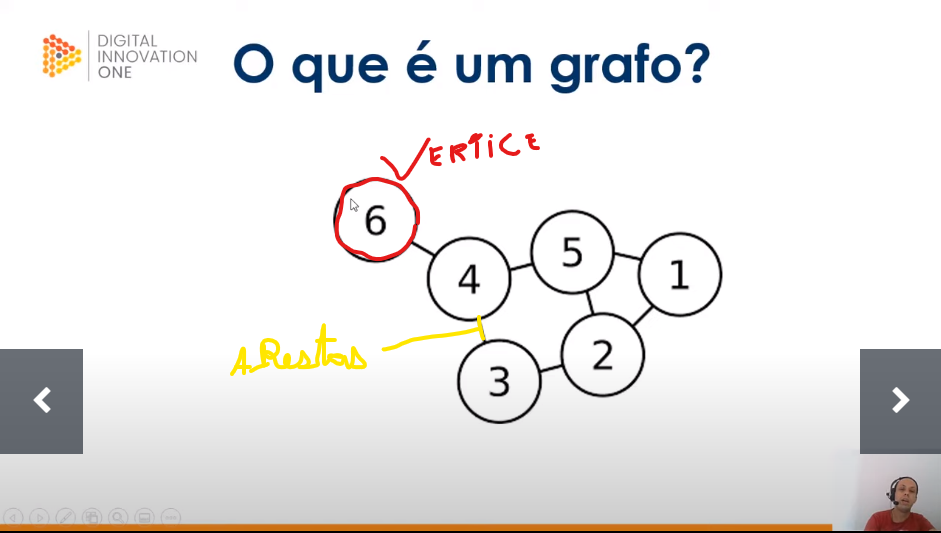 DIGITAL
INNOVATION
ONE
O que é um grafo?
VERTICE
6
5
1
4
ARestas
2
3